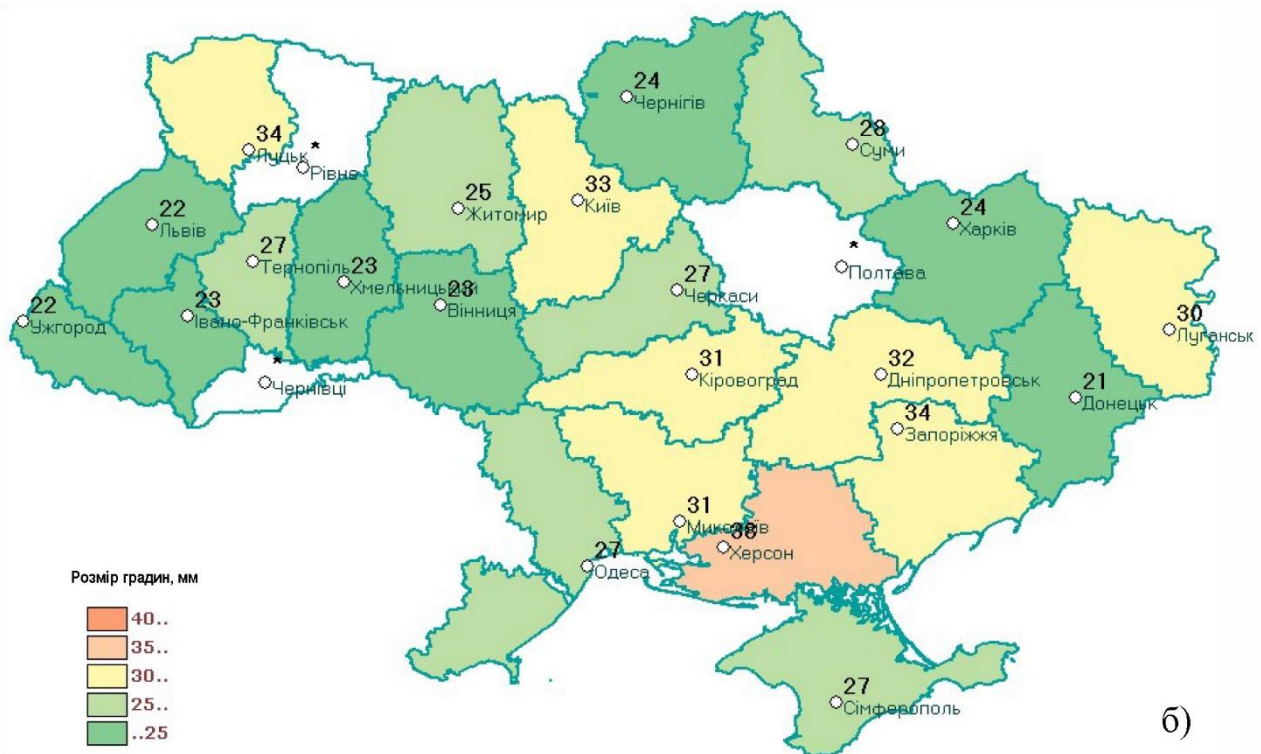 24
Чернігів
28
Суми
34
Луцьк
*
Рівне
33
Київ
25
Житомир
22
Львів
24
Харків
*
Полтава
27
Тернопіль
23
Хмельницький
27
Черкаси
23
Вінниця
22
Ужгород
23
Івано-Франківськ
30
Луганськ
*
Чернівці
31
Кіровоград
32
Дніпропетровськ
21
Донецьк
34
Запоріжжя
31
Миколаїв
38
Херсон
27
Одеса
Розмір градин, мм
40..
35..
30..
25..
..25
27
Сімферополь
б)